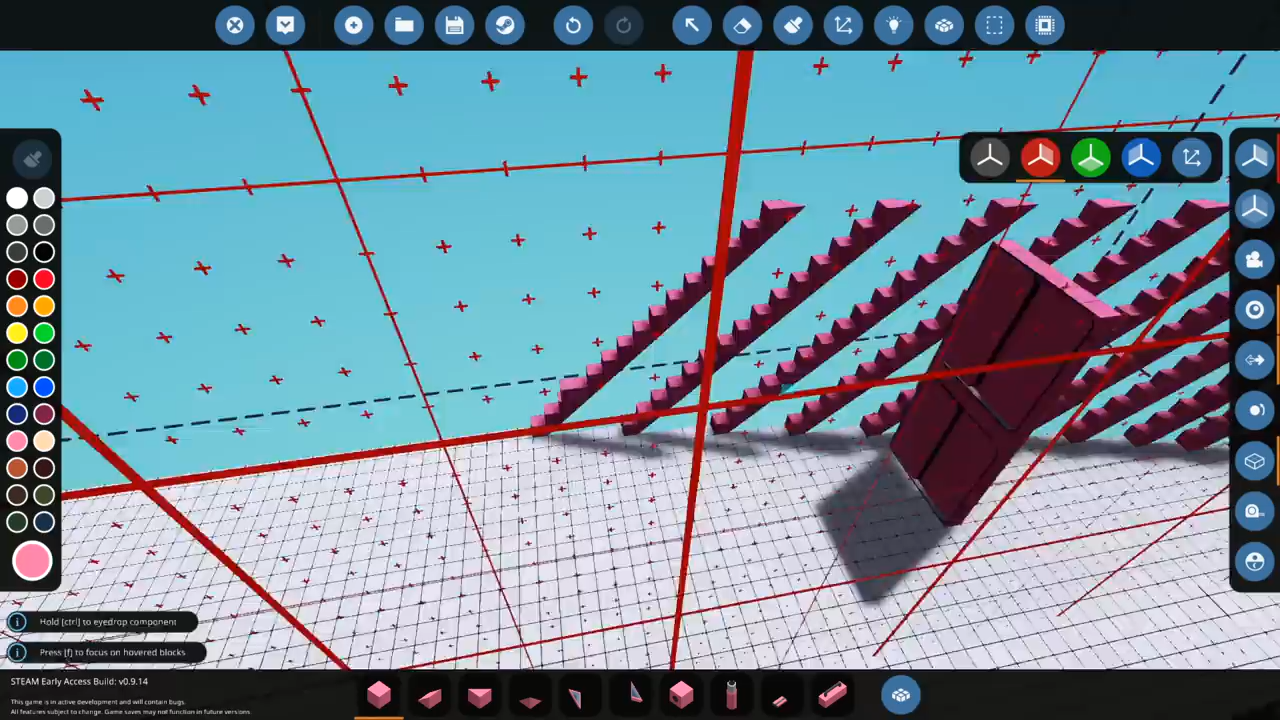 Hold [ctrl] to eyedrop component
Press [f] to focus on hovered blocks
STEAM Early Access Build: v0.9.14
This game is in active development and will contain bugs.
All features subject to change. Game saves may not function in future versions.